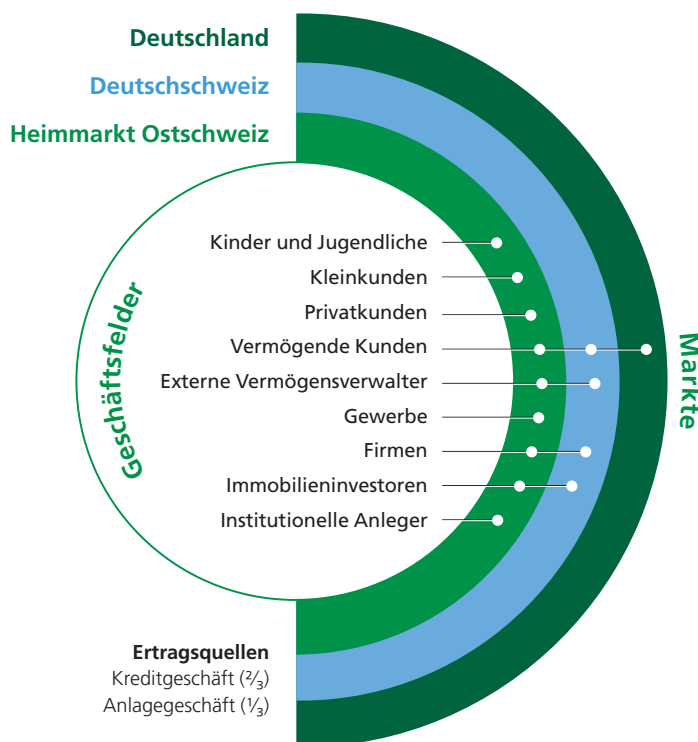 Deutschland
Deutschschweiz
Heimmarkt Ostschweiz
Geschäftsfelder
Kinder und Jugendliche
Kleinkunden
Privatkunden
Vermögende Kunden
Externe Vermögensverwalter
Gewerbe
Firmen
Immobilieninvestoren
Institutionelle Anleger
Märkte
Ertragsquellen
Kreditgeschäft (⅔)
Anlagegeschäft (⅓)